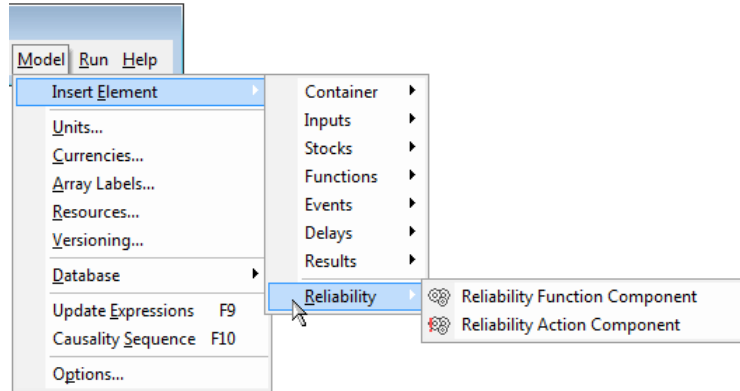 Model Run Help
Insert Element
Units...
Currencies...
Array Labels...
Resources...
Versioning...
Database
Update Expressions F9
Causality Sequence F10
Options...
Container
Inputs
Stocks
Functions
Events
Delays
Results
Reliability
Reliability Function Component
Reliability Action Component